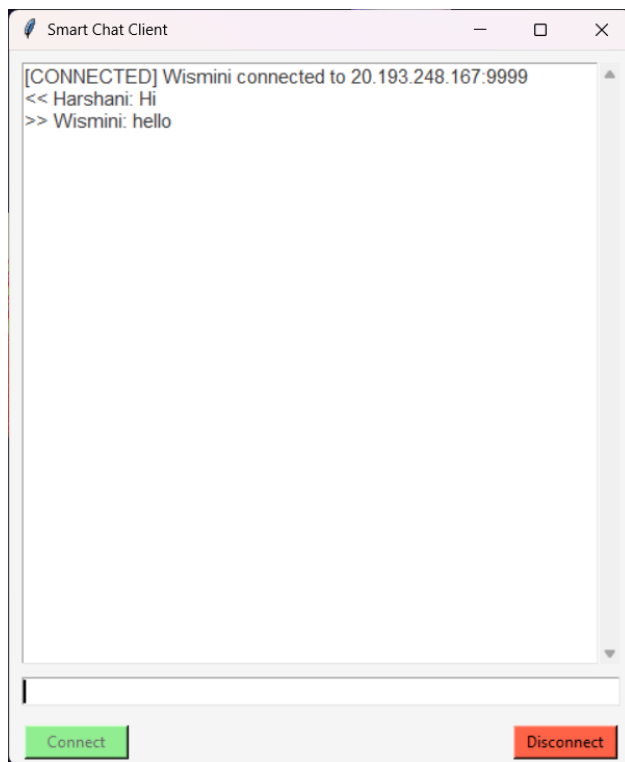 Smart Chat Client
[CONNECTED] Wismini connected to 20.193.248.167:9999
<< Harshani: Hi
>> Wismini: hello
Connect
Disconnect